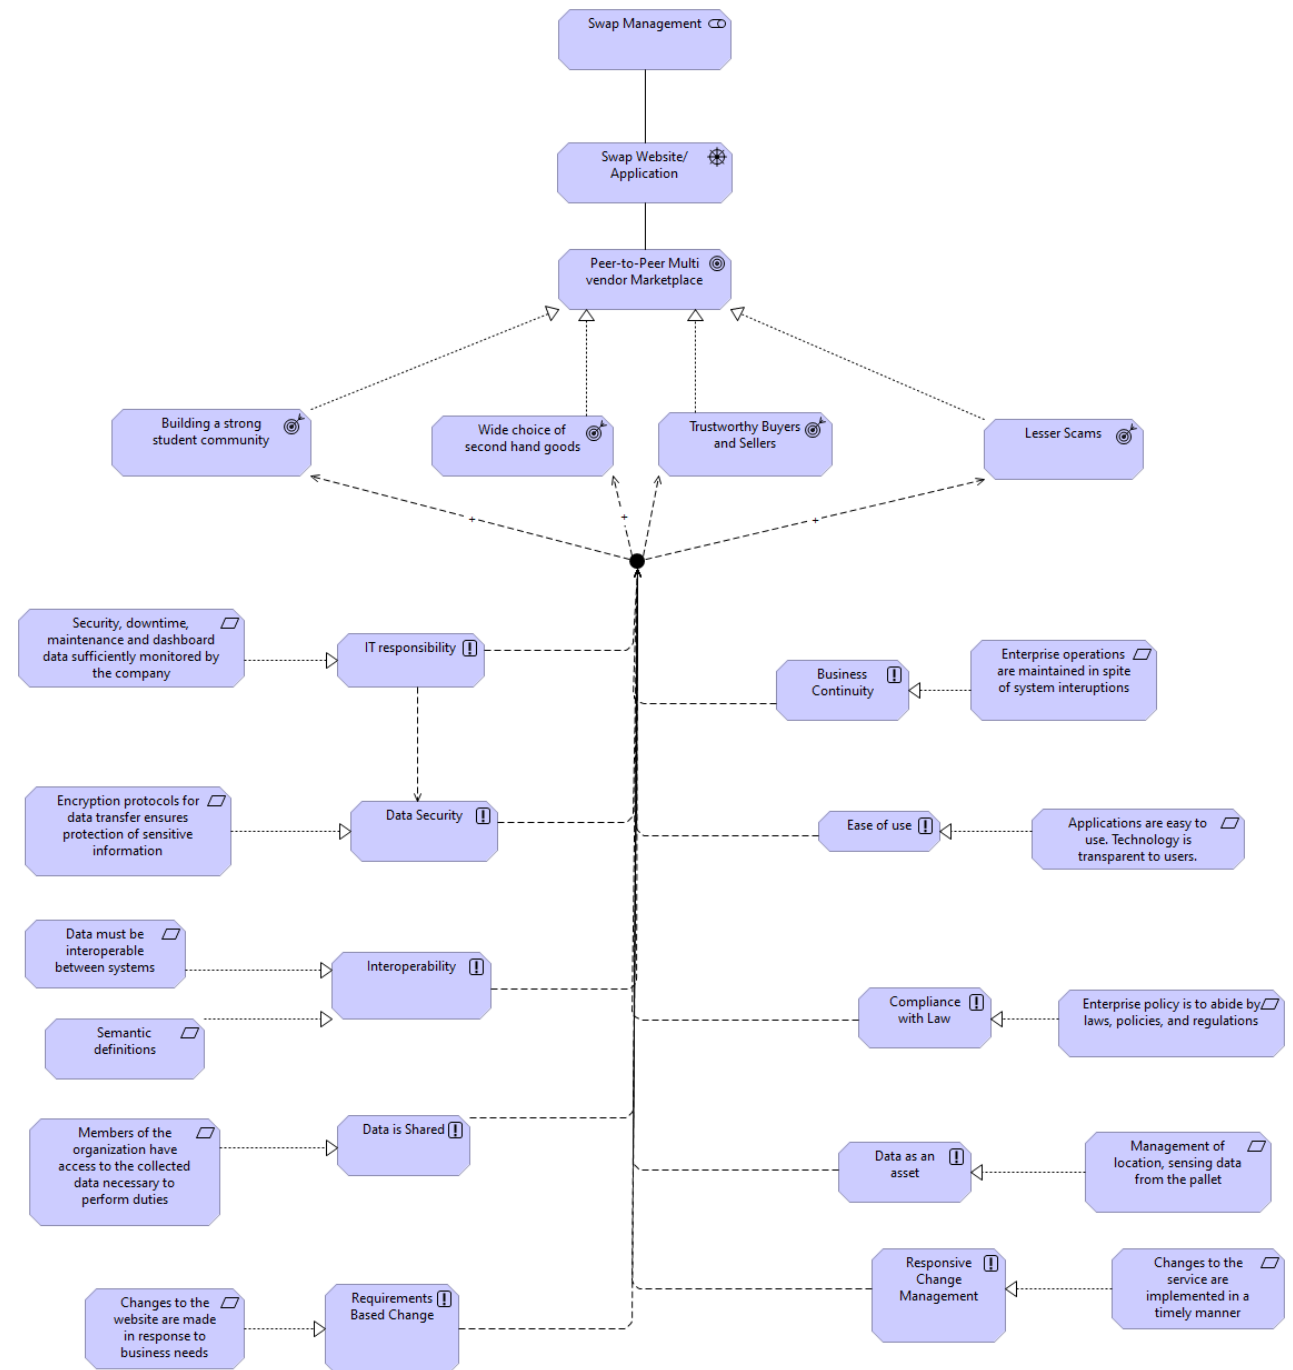 Swap Management
Swap Website/
Application
Peer-to-Peer Multi
vendor Marketplace
Building a strong
student community
Wide choice of
second hand goods
Trustworthy Buyers
and Sellers
Lesser Scams
+
+
+
Security, downtime,
maintenance and dashboard
data sufficiently monitored by
the company
IT responsibility
Business
Continuity
Enterprise operations
are maintained in spite
of system interuptions
Encryption protocols for
data transfer ensures
protection of sensitive
information
Data Security
Ease of use
Applications are easy to
use. Technology is
transparent to users.
Data must be
interoperable
between systems
Interoperability
Semantic
definitions
Compliance
with Law
Enterprise policy is to abide by
laws, policies, and regulations
Members of the
organization have
access to the collected
data necessary to
perform duties
Data is Shared
Data as an
asset
Management of
location, sensing data
from the pallet
Changes to the
website are made
in response to
business needs
Requirements
Based Change
Responsive
Change
Management
Changes to the
service are
implemented in a
timely manner